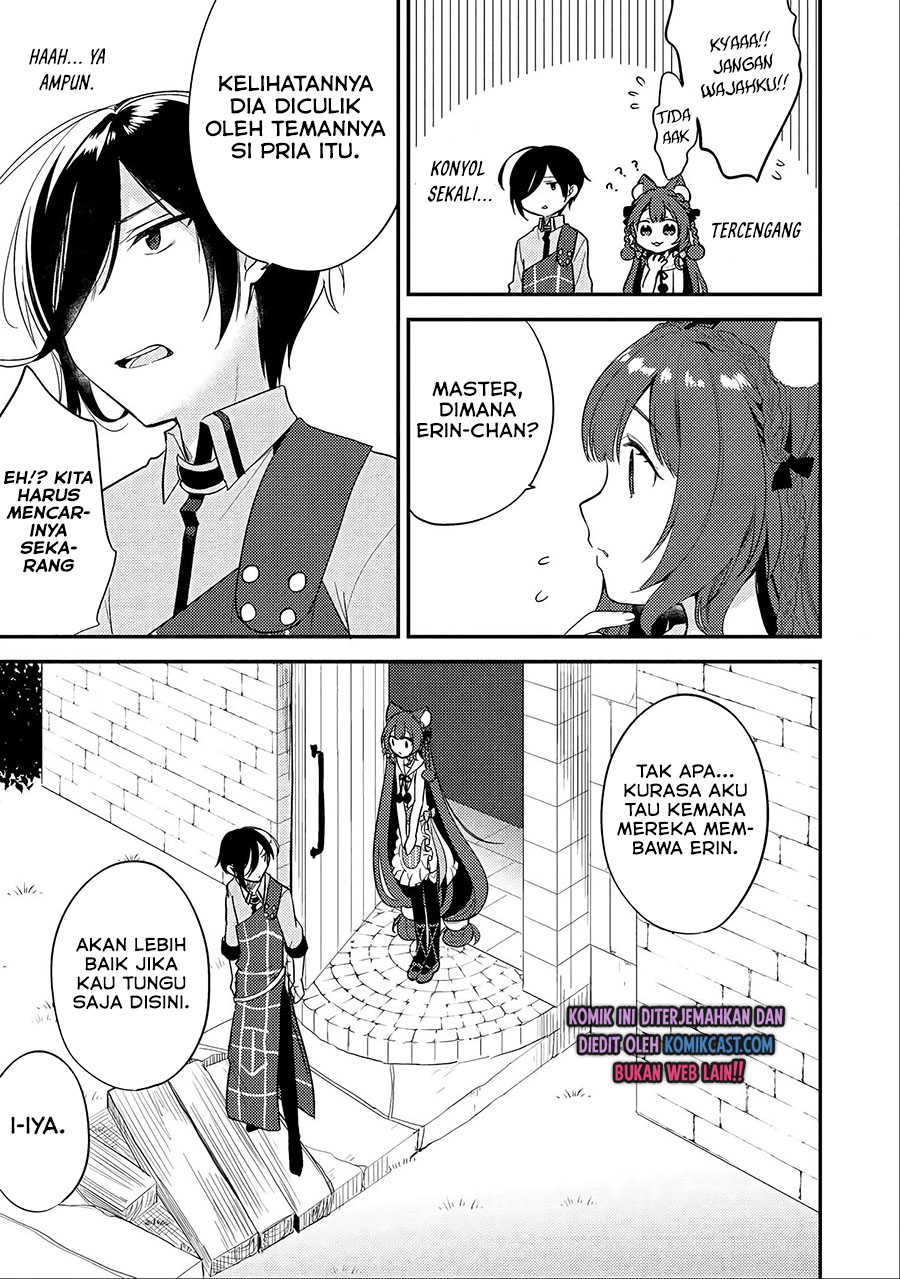 KYAAA!!
JANGAN
WAJAHKU!!
TIDA
AAK
???
KONYOL
SEKALI...
TERCENGANG
MASTER,
DIMANA
ERIN-CHAN?
KELIHATANNYA
DIA DICULIK
OLEH TEMANNYA
SI PRIA ITU.
HAAH... YA
AMPUN.
EH!? KITA
HARUS
MENCAR-
INYA
SEKA-
RANG
TAK APA...
KURASA AKU
TAU KEMANA
MEREKA MEM-
BAWA ERIN.
AKAN LEBIH
BAIK JIKA
KAU TUNGU
SAJA DISINI.
I-IYA.
KOMIK INI DITERJEMAHKAN DAN
DIEDIT OLEH KOMIKCAST.COM
BUKAN WEB LAIN!!